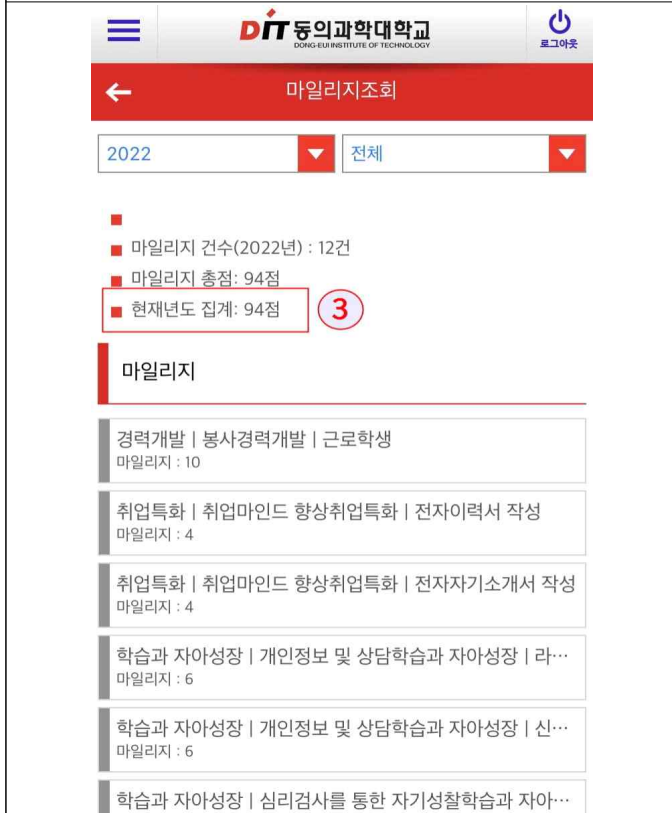 DIT 동의과학대학교
DONG-EUI INSTITUTE OF TECHNOLOGY
로그아웃
마일리지조회
2022
전체
마일리지 건수(2022년) : 12건
마일리지 총점: 94점
현재년도 집계: 94점
3
마일리지
경력개발 | 봉사경력개발 | 근로학생
마일리지 : 10
취업특화 | 취업마인드 향상취업특화 | 전자이력서 작성
마일리지 : 4
취업특화 | 취업마인드 향상취업특화 | 전자자기소개서 작성
마일리지 : 4
학습과 자아성장 | 개인정보 및 상담학습과 자아성장 | 라…
마일리지 : 6
학습과 자아성장 | 개인정보 및 상담학습과 자아성장 | 신…
마일리지 : 6
학습과 자아성장 | 심리검사를 통한 자기성찰학습과 자아…